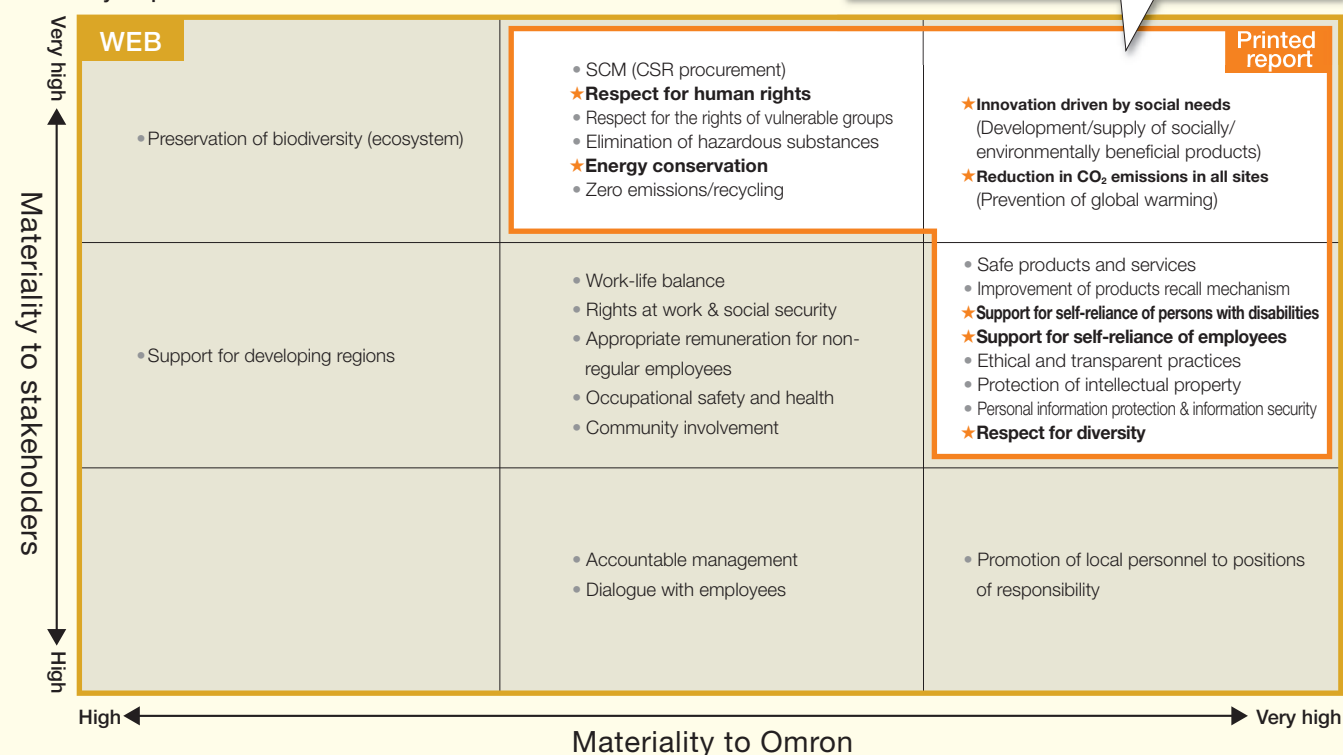 Very high
WEB
Printed
report
• Preservation of biodiversity (ecosystem)
• SCM (CSR procurement)
★Respect for human rights
• Respect for the rights of vulnerable groups
• Elimination of hazardous substances
★Energy conservation
• Zero emissions/recycling
★Innovation driven by social needs
(Development/supply of socially/
environmentally beneficial products)
★Reduction in CO₂ emissions in all sites
(Prevention of global warming)
Materiality to stakeholders
• Support for developing regions
• Work-life balance
• Rights at work & social security
• Appropriate remuneration for non-
regular employees
• Occupational safety and health
• Community involvement
• Safe products and services
• Improvement of products recall mechanism
★Support for self-reliance of persons with disabilities
★Support for self-reliance of employees
• Ethical and transparent practices
• Protection of intellectual property
• Personal information protection & information security
★Respect for diversity
• Accountable management
• Dialogue with employees
• Promotion of local personnel to positions
of responsibility
High
High
Very high
Materiality to Omron